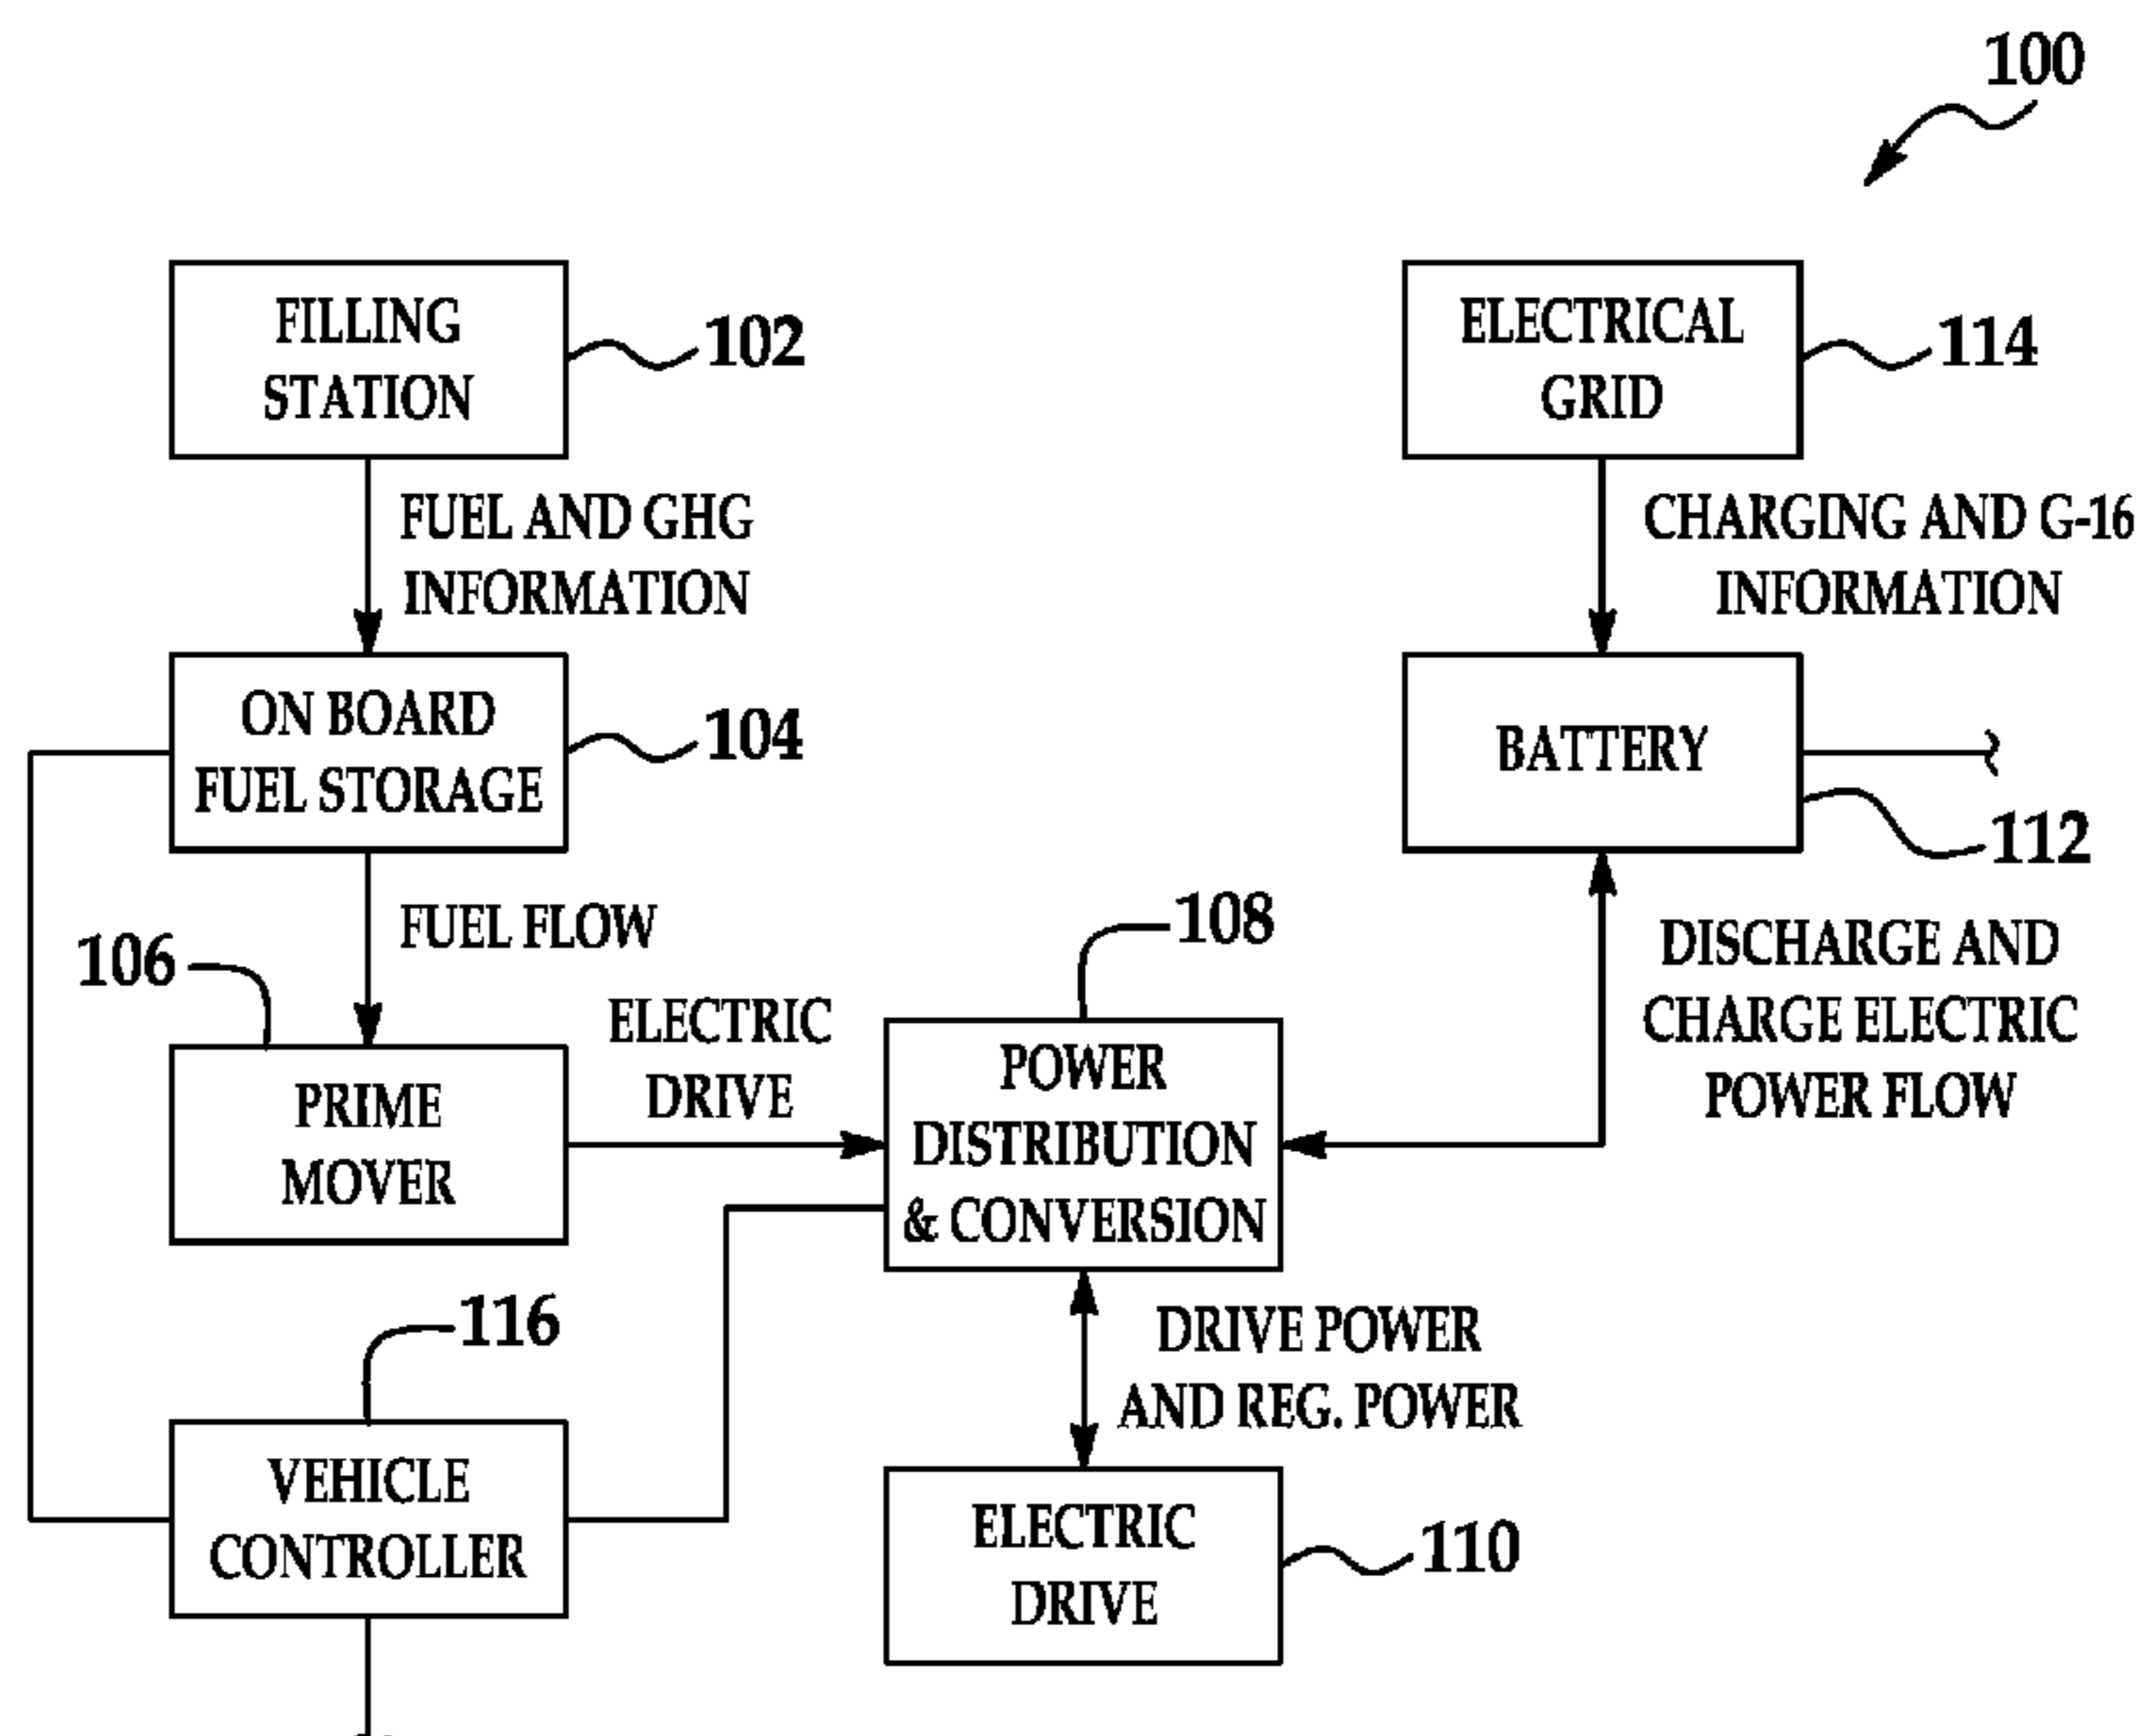 100
FILLING
STATION
102
ELECTRICAL
GRID
114
FUEL AND GHG
INFORMATION
CHARGING AND G-16
INFORMATION
ON BOARD
FUEL STORAGE
104
BATTERY
112
FUEL FLOW
106
108
DISCHARGE AND
CHARGE ELECTRIC
POWER FLOW
ELECTRIC
DRIVE
PRIME
MOVER
POWER
DISTRIBUTION
& CONVERSION
116
DRIVE POWER
AND REG. POWER
VEHICLE
CONTROLLER
ELECTRIC
DRIVE
110